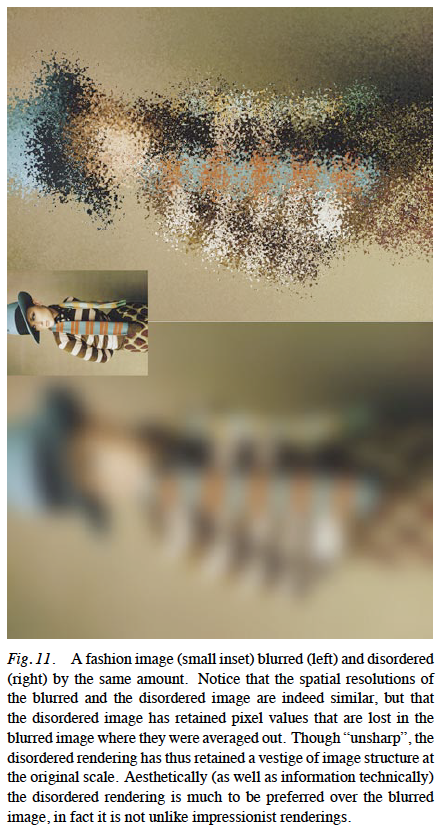 Fig. 11. A fashion image (small inset) blurred (left) and disordered
(right) by the same amount. Notice that the spatial resolutions of
the blurred and the disordered image are indeed similar, but that
the disordered image has retained pixel values that are lost in the
blurred image where they were averaged out. Though “unsharp”, the
disordered rendering has thus retained a vestige of image structure at
the original scale. Aesthetically (as well as information technically)
the disordered rendering is much to be preferred over the blurred
image, in fact it is not unlike impressionist renderings.